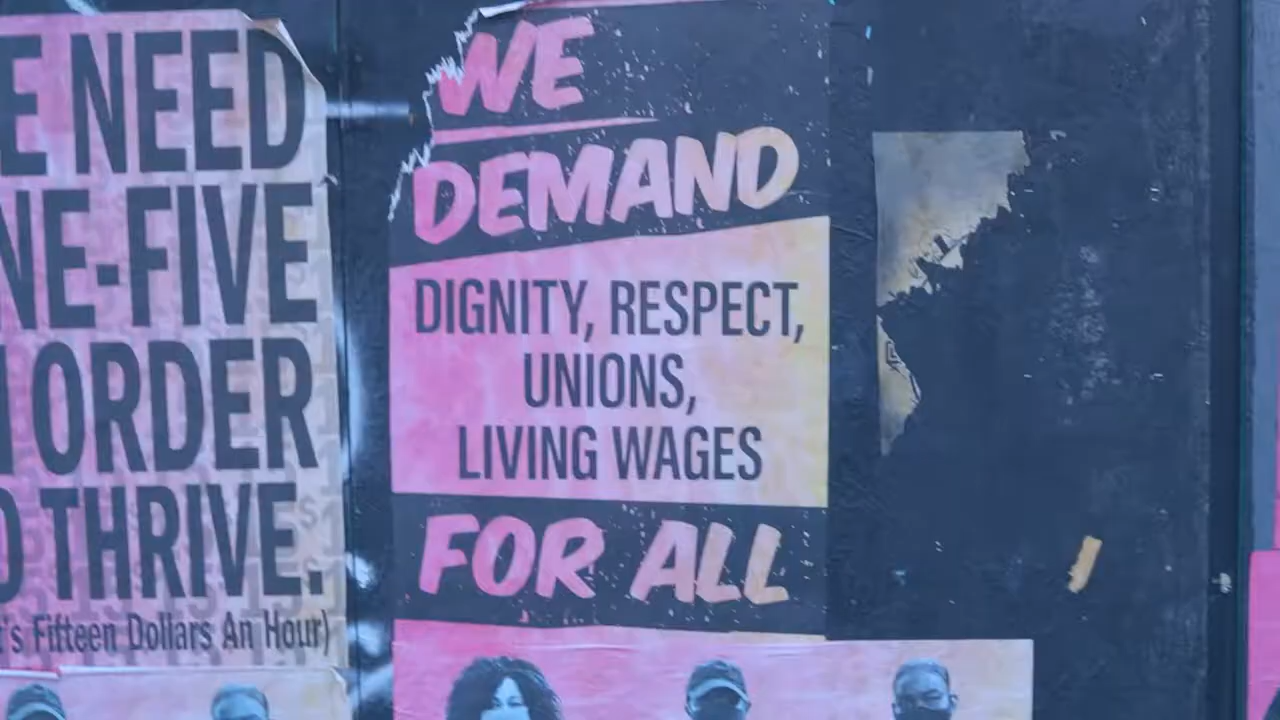 NEED
NE-FIVE
ORDER
THRIVE.
Fifteen Dollars An Hour)
WE
DEMAND
DIGNITY, RESPECT,
UNIONS,
LIVING WAGES
FOR ALL